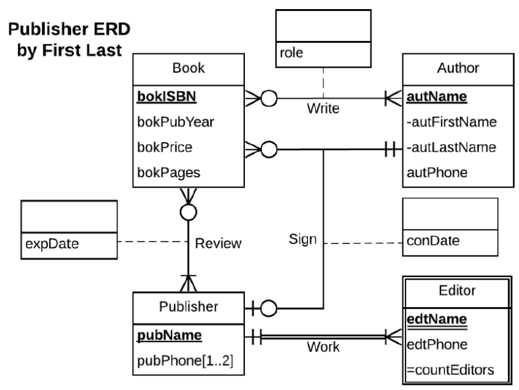 Publisher ERD
by First Last
role
Book
bokISBN
bokPubYear
bokPrice
bokPages
Write
Author
autName
-autFirstName
-autLastName
autPhone
expDate
Review
Sign
conDate
Publisher
pubName
pubPhone[1..2]
Work
Editor
edtName
edtPhone
=countEditors